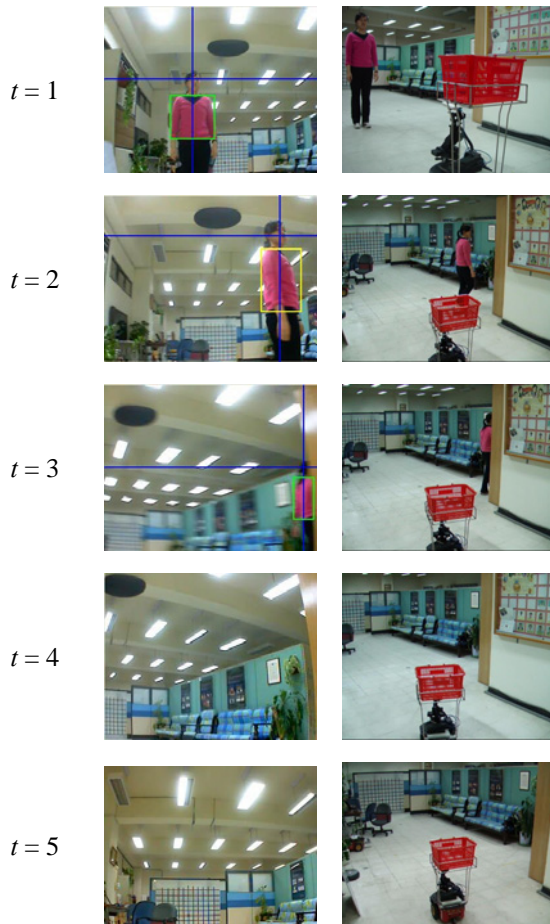 t = 1
t = 2
t = 3
t = 4
t = 5